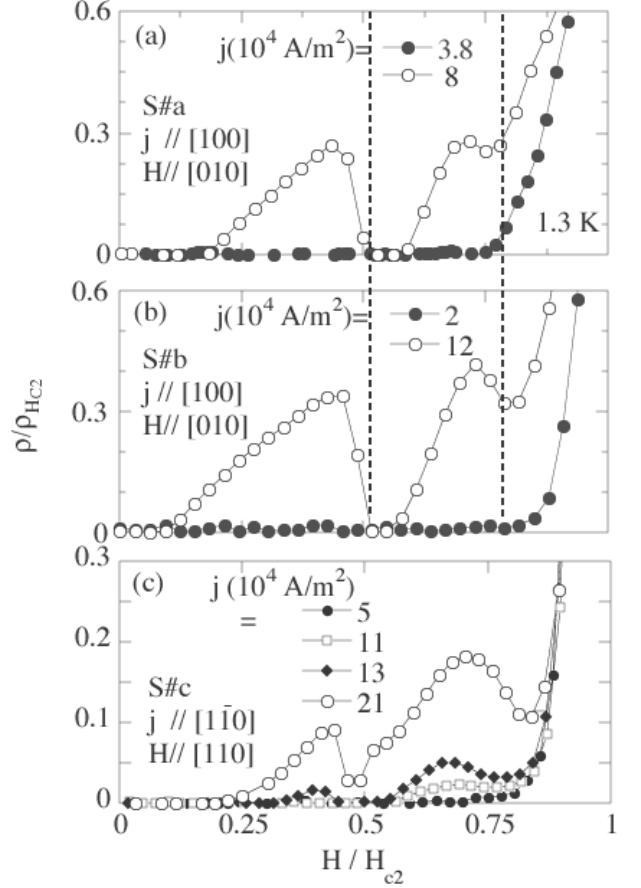 0.6
(a)
j(10⁴ A/m²)=
3.8
8
S#a
j // [100]
H// [010]
0.3
1.3 K
0
0.6
(b)
j(10⁴ A/m²)=
2
12
S#b
j // [100]
H// [010]
0.3
ρ/ρ_HC2
0
0.3
(c)
j (10⁴ A/m²)
=
5
11
13
21
0.2
S#c
j // [11̄0]
H// [110]
0.1
0
0 0.25 0.5 0.75 1
H / H_c2